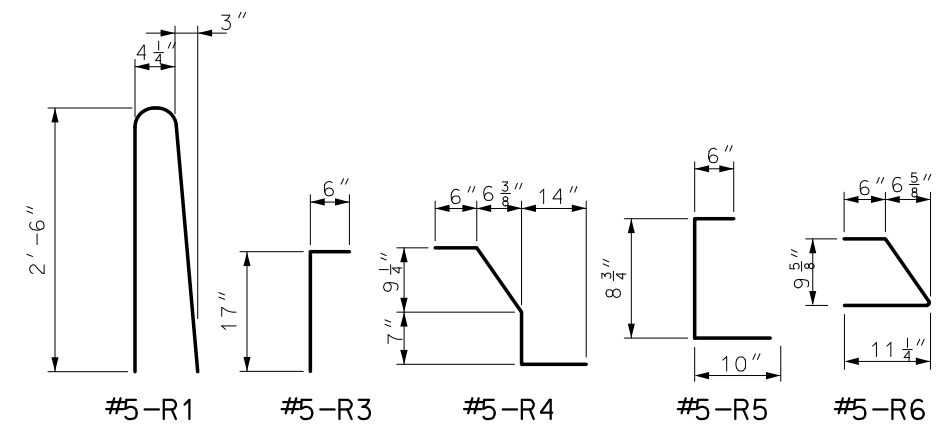 3"
4 1/4"
2'-6"
#5-R1
6"
17"
#5-R3
6" 6 3/8" 14"
9 1/4"
7"
#5-R4
6"
8 3/4"
10"
#5-R5
6" 6 5/8"
9 5/8"
11 1/4"
#5-R6